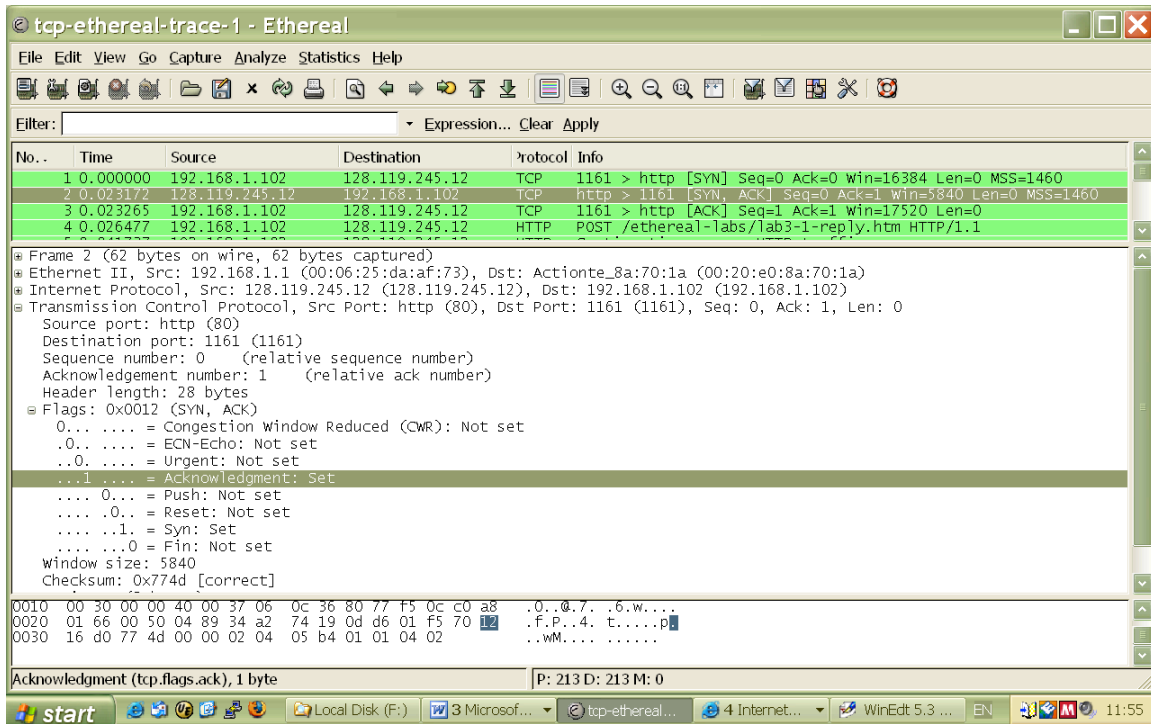 tcp-ethereal-trace-1 - Ethereal
File Edit View Go Capture Analyze Statistics Help
Filter: Expression... Clear Apply
No. . Time Source Destination Protocol Info
1 0.000000 192.168.1.102 128.119.245.12 TCP 1161 > http [SYN] Seq=0 Ack=0 Win=16384 Len=0 MSS=1460
2 0.023172 128.119.245.12 192.168.1.102 TCP http > 1161 [SYN, ACK] Seq=0 Ack=1 Win=5840 Len=0 MSS=1460
3 0.023265 192.168.1.102 128.119.245.12 TCP 1161 > http [ACK] Seq=1 Ack=1 Win=17520 Len=0
4 0.026477 192.168.1.102 128.119.245.12 HTTP POST /ethereal-labs/lab3-1-reply.htm HTTP/1.1
Frame 2 (62 bytes on wire, 62 bytes captured)
Ethernet II, Src: 192.168.1.1 (00:06:25:da:af:73), Dst: Actionte_8a:70:1a (00:20:e0:8a:70:1a)
Internet Protocol, Src: 128.119.245.12 (128.119.245.12), Dst: 192.168.1.102 (192.168.1.102)
Transmission Control Protocol, Src Port: http (80), Dst Port: 1161 (1161), Seq: 0, Ack: 1, Len: 0
Source port: http (80)
Destination port: 1161 (1161)
Sequence number: 0 (relative sequence number)
Acknowledgement number: 1 (relative ack number)
Header length: 28 bytes
Flags: 0x0012 (SYN, ACK)
0... .... = Congestion Window Reduced (CWR): Not set
.0.. .... = ECN-Echo: Not set
..0. .... = Urgent: Not set
...1 .... = Acknowledgment: Set
.... 0... = Push: Not set
.... .0.. = Reset: Not set
.... ..1. = Syn: Set
.... ...0 = Fin: Not set
Window size: 5840
Checksum: 0x774d [correct]
0010 00 30 00 00 40 00 37 06 0c 36 80 77 f5 0c c0 a8 .0..@.7. .6.w....
0020 01 66 00 50 04 89 34 a2 74 19 0d d6 01 f5 70 12 .f.P..4. t.....p.
0030 16 d0 77 4d 00 00 02 04 05 b4 01 01 04 02 ..wM.... ......
Acknowledgment (tcp.flags.ack), 1 byte P: 213 D: 213 M: 0
start Local Disk (F:) 3 Microsof... tcp-ethereal... 4 Internet... WinEdt 5.3 ... EN 11:55